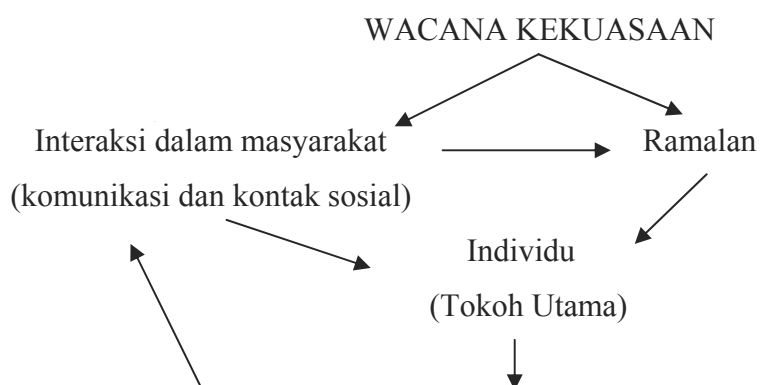 WACANA KEKUASAAN
Interaksi dalam masyarakat
(komunikasi dan kontak sosial)
Ramalan
Individu
(Tokoh Utama)